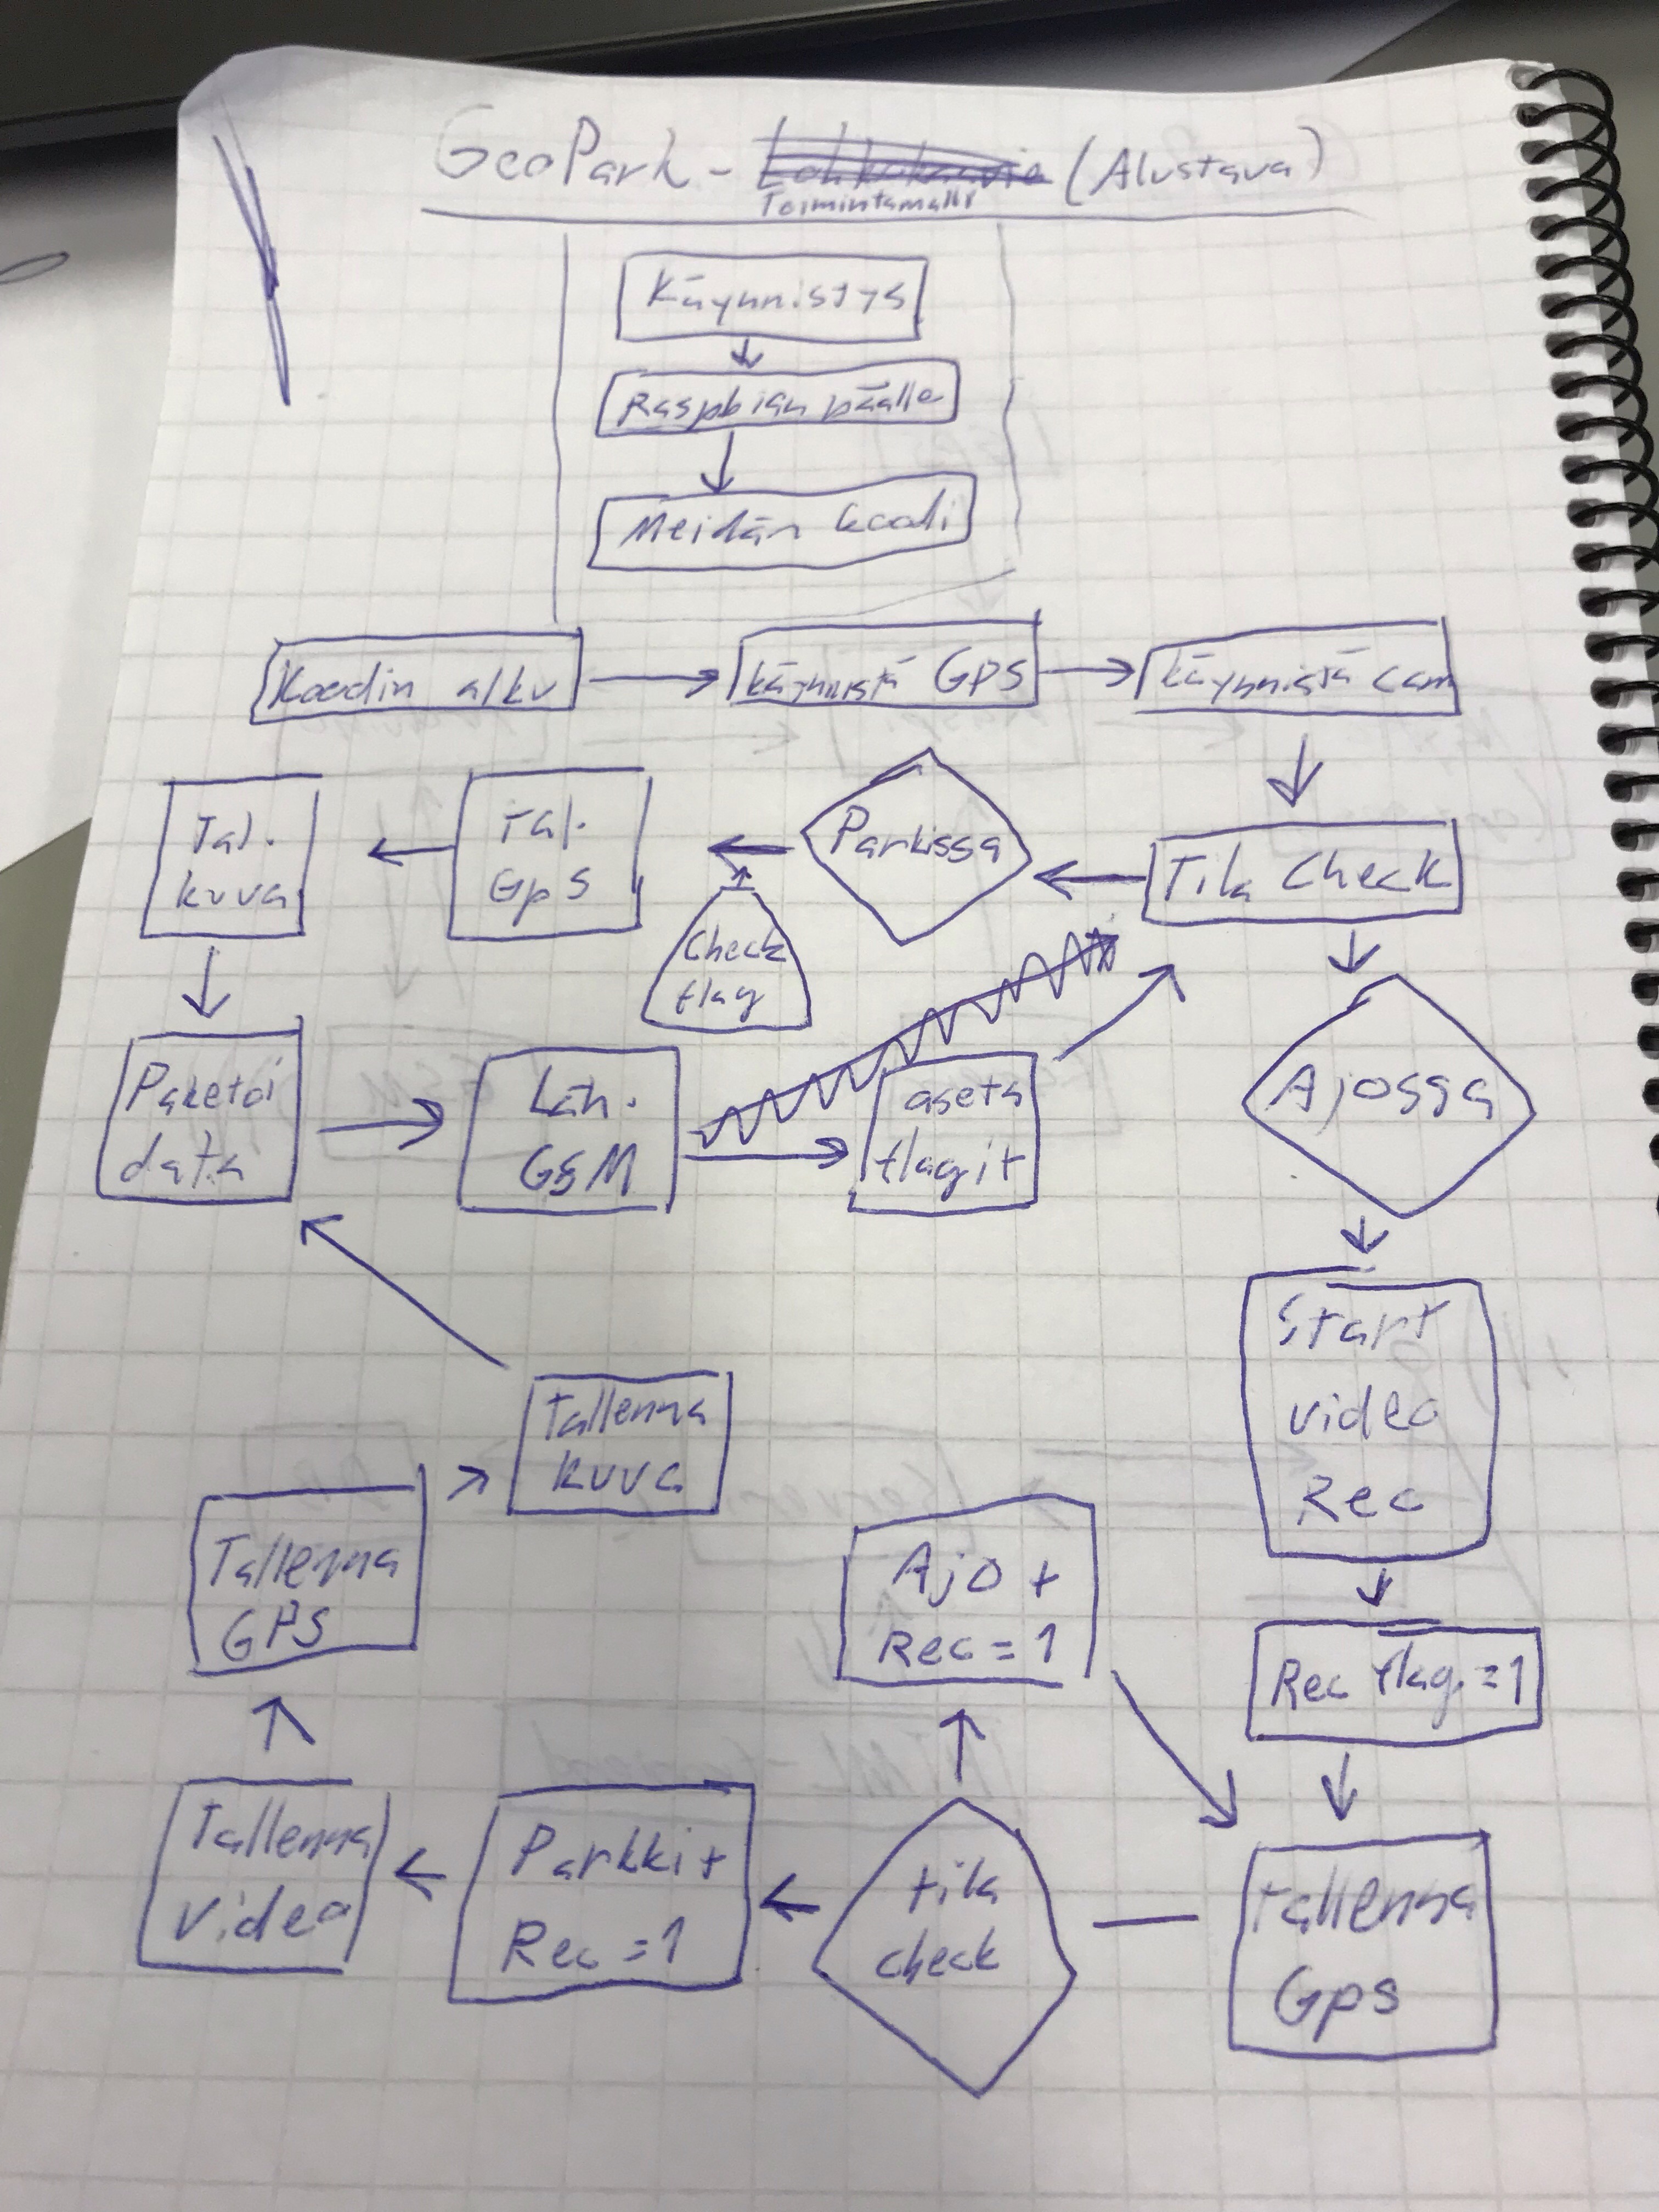 GeoPark - Lohkokaavio (Alustava)
Toimintamalli
Käynnistys
Raspbian päälle
Meidän koodi
Koodin alku
käynnistä GPS
käynnistä cam
Tal.
kuva
Tal.
GpS
Parkissa
Tila Check
Check
flag
Paketoi
data
Läh.
GSM
aseta
flagit
Ajossa
Start
video
Rec
Tallenna
kuva
Tallenna
GPS
Ajo +
Rec = 1
Rec flag. = 1
Tallenna
Video
Parkki +
Rec = 1
tila
check
tallenna
Gps